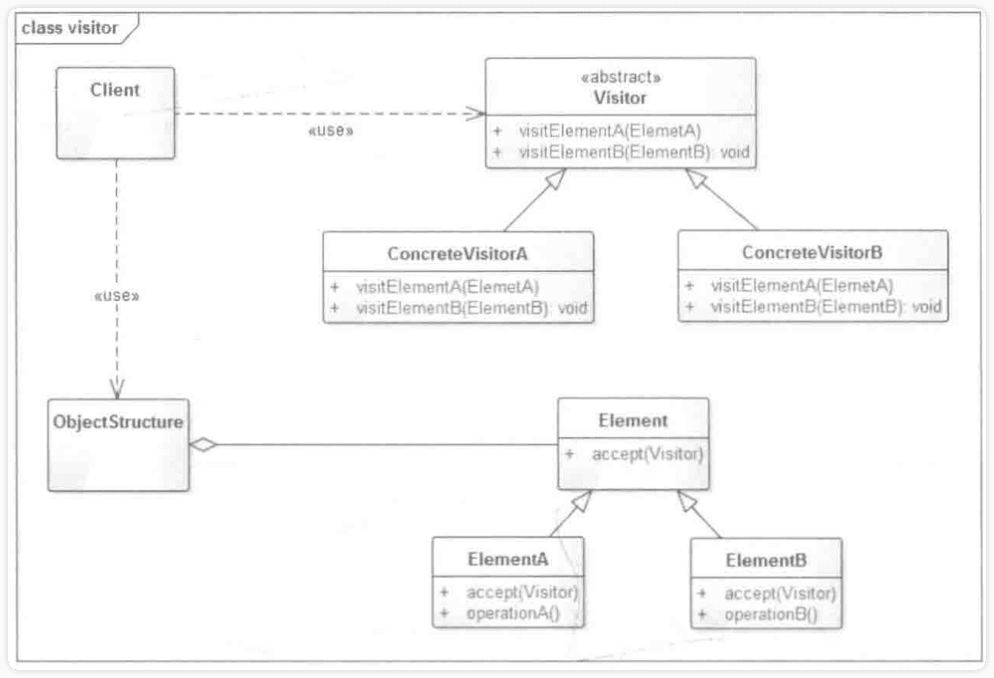 class visitor
Client
«use»
«abstract»
Visitor
+ visitElementA(ElemetA)
+ visitElementB(ElementB): void
ConcreteVisitorA
+ visitElementA(ElemetA)
+ visitElementB(ElementB): void
ConcreteVisitorB
+ visitElementA(ElemetA)
+ visitElementB(ElementB): void
«use»
ObjectStructure
Element
+ accept(Visitor)
ElementA
+ accept(Visitor)
+ operationA()
ElementB
+ accept(Visitor)
+ operationB()